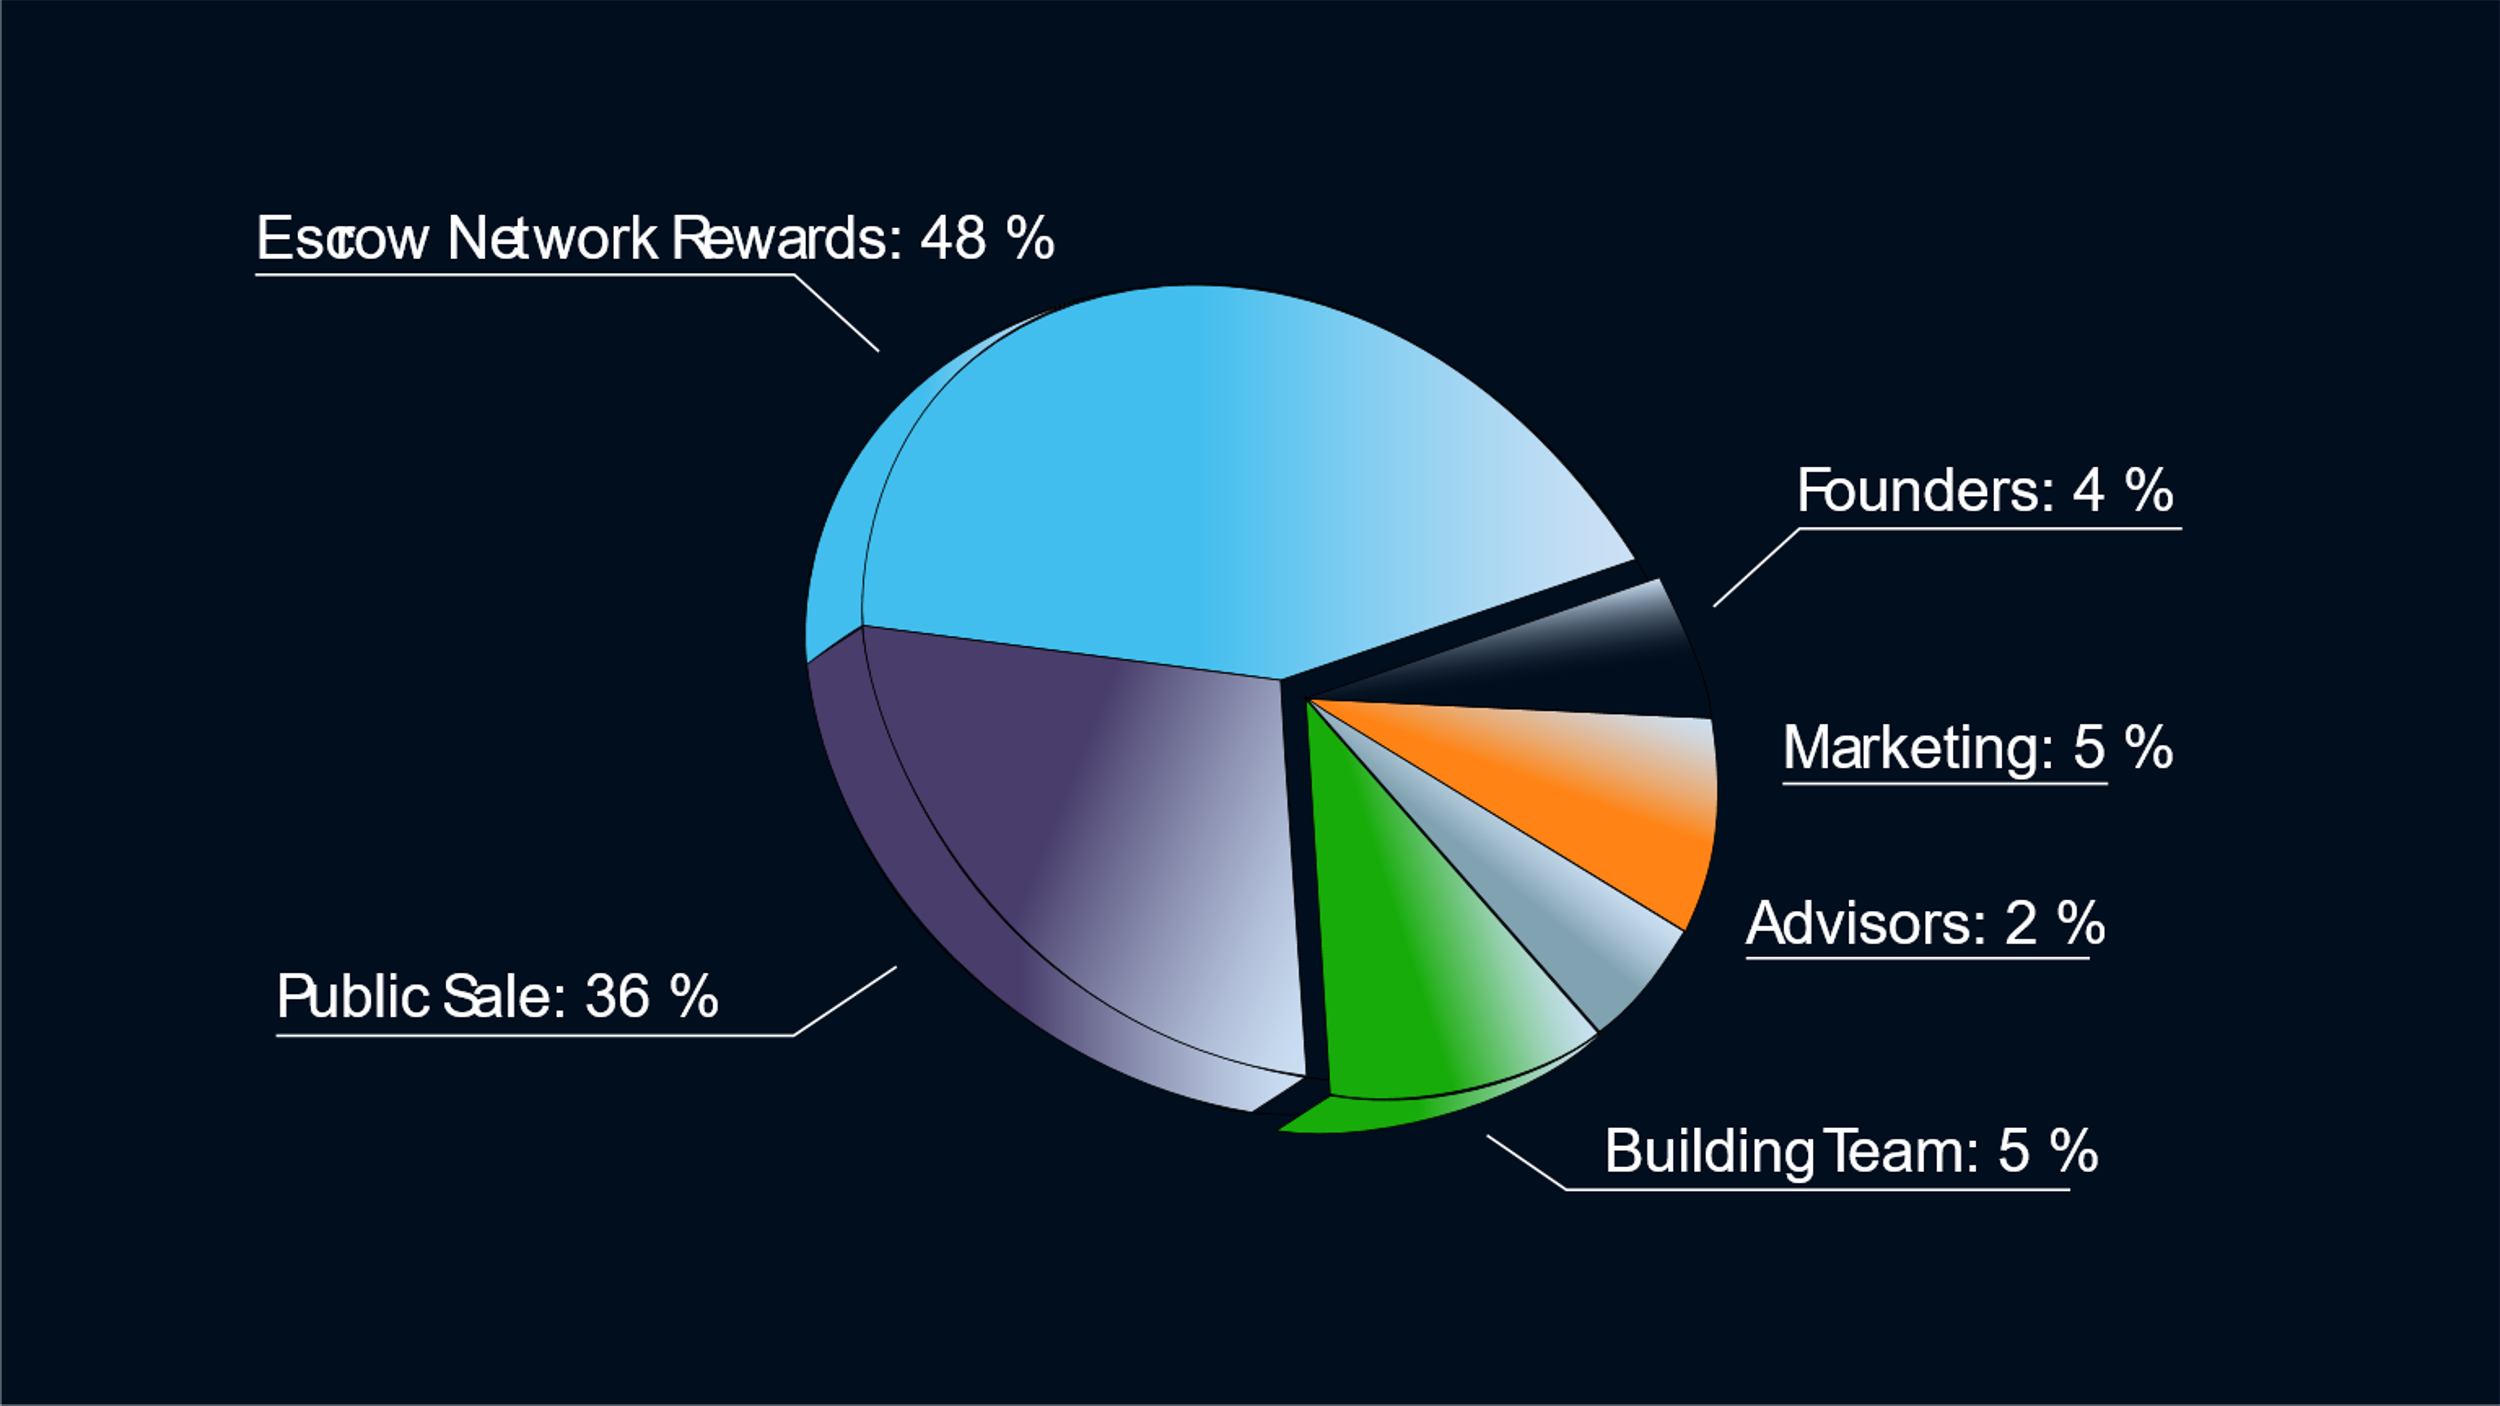 Escrow Network Rewards: 48 %
Founders: 4 %
Marketing: 5 %
Advisors: 2 %
Public Sale: 36 %
Building Team: 5 %